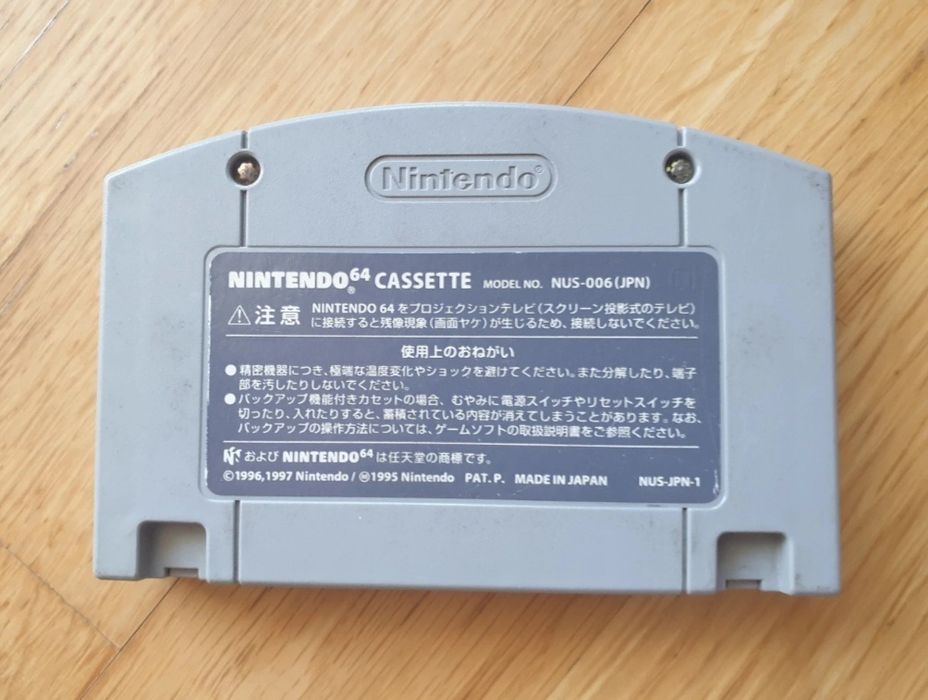 Nintendo®
NINTENDO®64 CASSETTE MODEL NO. NUS-006(JPN)
⚠注意 NINTENDO 64 をプロジェクションテレビ(スクリーン投影式のテレビ)
に接続すると残像現象(画面ヤケ)が生じるため、接続しないでください。
使用上のおねがい
●精密機器につき、極端な温度変化やショックを避けてください。また分解したり、端子
部を汚したりしないでください。
●バックアップ機能付きカセットの場合、むやみに電源スイッチやリセットスイッチを
切ったり、入れたりすると、蓄積されている内容が消えてしまうことがあります。なお、
バックアップの操作方法については、ゲームソフトの取扱説明書をご参照ください。
および NINTENDO64 は任天堂の商標です。
©1996,1997 Nintendo/Ⓜ1995 Nintendo PAT.P. MADE IN JAPAN NUS-JPN-1